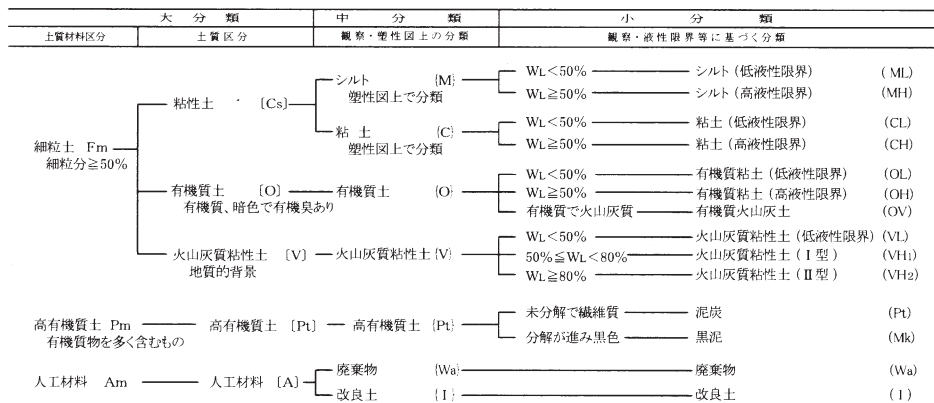 大 分 類 中 分 類 小 分 類
土質材料区分 土質区分 観察・塑性図上の分類 観察・液性限界等に基づく分類
細粒土 Fm
細粒分≧50%
粘性土 〔Cs〕
シルト {M}
塑性図上で分類
WL<50% シルト(低液性限界) (ML)
WL≧50% シルト(高液性限界) (MH)
粘 土 {C}
塑性図上で分類
WL<50% 粘土(低液性限界) (CL)
WL≧50% 粘土(高液性限界) (CH)
有機質土 〔O〕 有機質土 {O}
有機質、暗色で有機臭あり
WL<50% 有機質粘土(低液性限界) (OL)
WL≧50% 有機質粘土(高液性限界) (OH)
有機質で火山灰質 有機質火山灰土 (OV)
火山灰質粘性土 〔V〕 火山灰質粘性土 {V}
地質的背景
WL<50% 火山灰質粘性土(低液性限界) (VL)
50%≦WL<80% 火山灰質粘性土(Ⅰ型) (VH1)
WL≧80% 火山灰質粘性土(Ⅱ型) (VH2)
高有機質土 Pm 高有機質土 〔Pt〕 高有機質土 {Pt}
有機質物を多く含むもの
未分解で繊維質 泥炭 (Pt)
分解が進み黒色 黒泥 (Mk)
人工材料 Am 人工材料 〔A〕
廃棄物 {Wa} 廃棄物 (Wa)
改良土 {I} 改良土 (I)